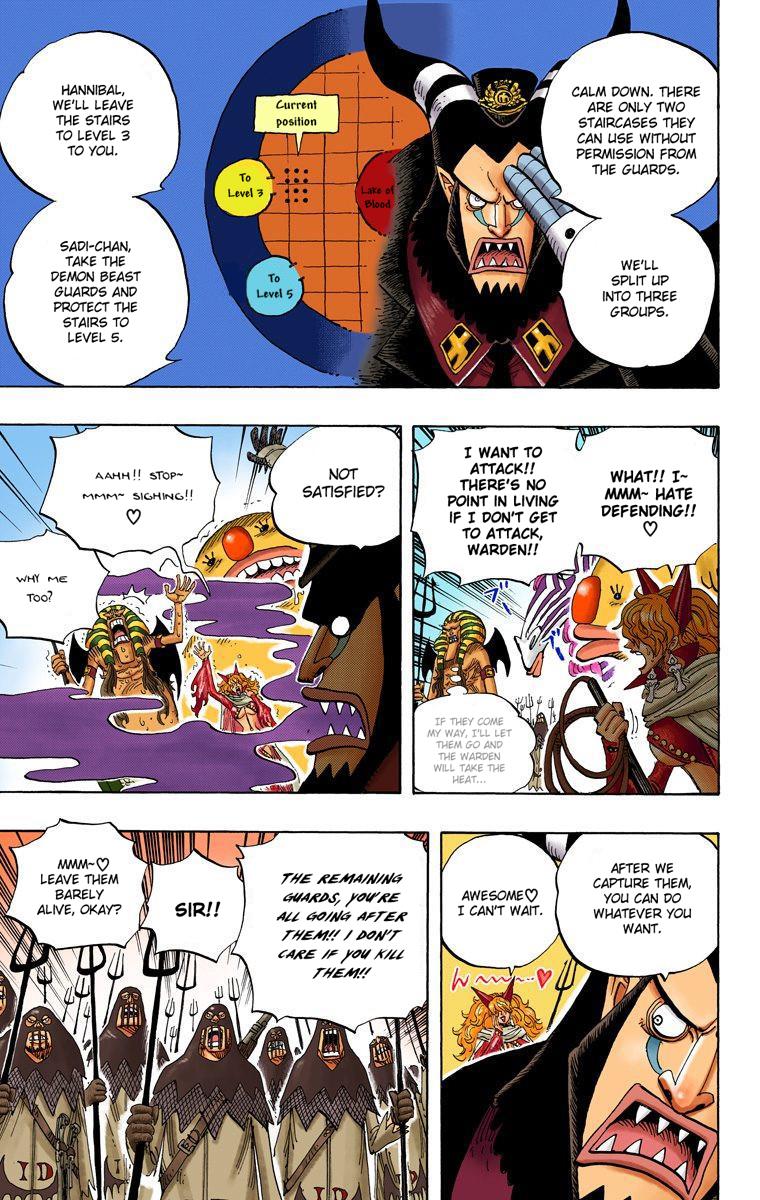 CALM DOWN. THERE
ARE ONLY TWO
STAIRCASES THEY
CAN USE WITHOUT
PERMISSION FROM
THE GUARDS.
WE'LL
SPLIT UP
INTO THREE
GROUPS.
Current
position
To
Level 3
Lake of
Blood
To
Level 5
HANNIBAL,
WE'LL LEAVE
THE STAIRS
TO LEVEL 3
TO YOU.
SADI-CHAN,
TAKE THE
DEMON BEAST
GUARDS AND
PROTECT THE
STAIRS TO
LEVEL 5.
WHAT!! I~
MMM~ HATE
DEFENDING!!
♡
I WANT TO
ATTACK!!
THERE'S NO
POINT IN LIVING
IF I DON'T GET
TO ATTACK,
WARDEN!!
IF THEY COME
MY WAY, I'LL LET
THEM GO AND
THE WARDEN
WILL TAKE THE
HEAT...
NOT
SATISFIED?
AAHH!! STOP~
MMM~ SIGHING!!
♡
WHY ME
TOO?
AFTER WE
CAPTURE THEM,
YOU CAN DO
WHATEVER YOU
WANT.
AWESOME♡
I CAN'T WAIT.
THE REMAINING
GUARDS, YOU'RE
ALL GOING AFTER
THEM!! I DON'T
CARE IF YOU KILL
THEM!!
SIR!!
MMM~♡
LEAVE THEM
BARELY
ALIVE, OKAY?
I D
I D
I D